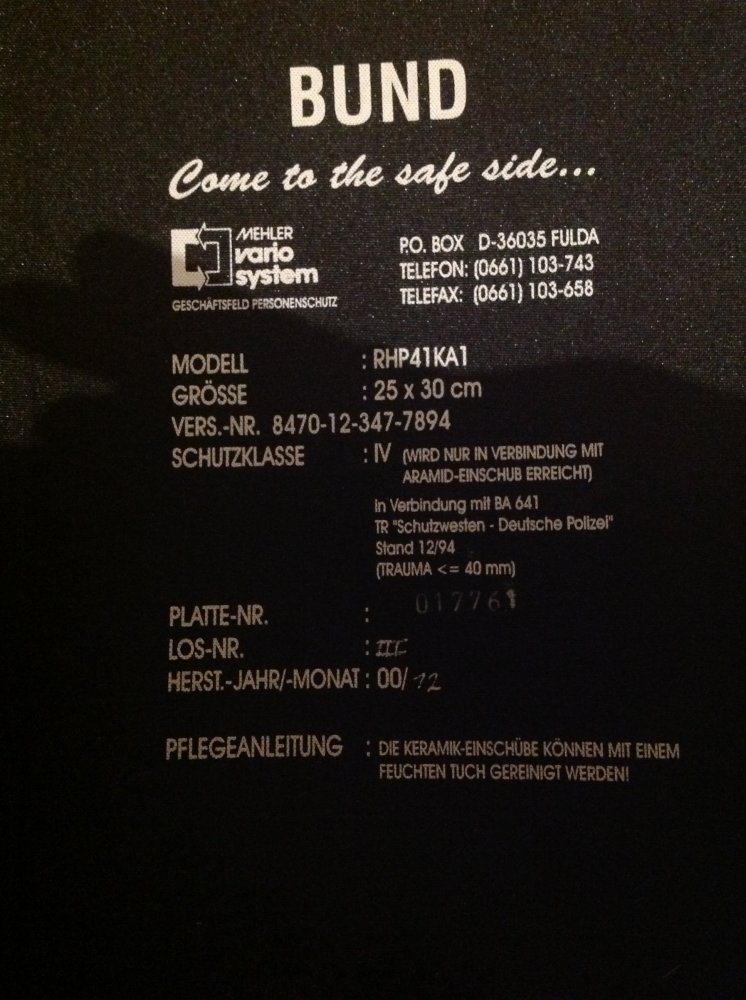 BUND
Come to the safe side...
MEHLER
vario
system
GESCHÄFTSFELD PERSONENSCHUTZ
P.O. BOX D-36035 FULDA
TELEFON: (0661) 103-743
TELEFAX: (0661) 103-658
MODELL : RHP41KA1
GRÖSSE : 25 x 30 cm
VERS.-NR. 8470-12-347-7894
SCHUTZKLASSE : IV (WIRD NUR IN VERBINDUNG MIT
ARAMID-EINSCHUB ERREICHT)
in Verbindung mit BA 641
TR "Schutzwesten - Deutsche Polizei"
Stand 12/94
(TRAUMA <= 40 mm)
PLATTE-NR. : 017761
LOS-NR. : III
HERST.-JAHR/-MONAT : 00/12
PFLEGEANLEITUNG : DIE KERAMIK-EINSCHÜBE KÖNNEN MIT EINEM
FEUCHTEN TUCH GEREINIGT WERDEN!